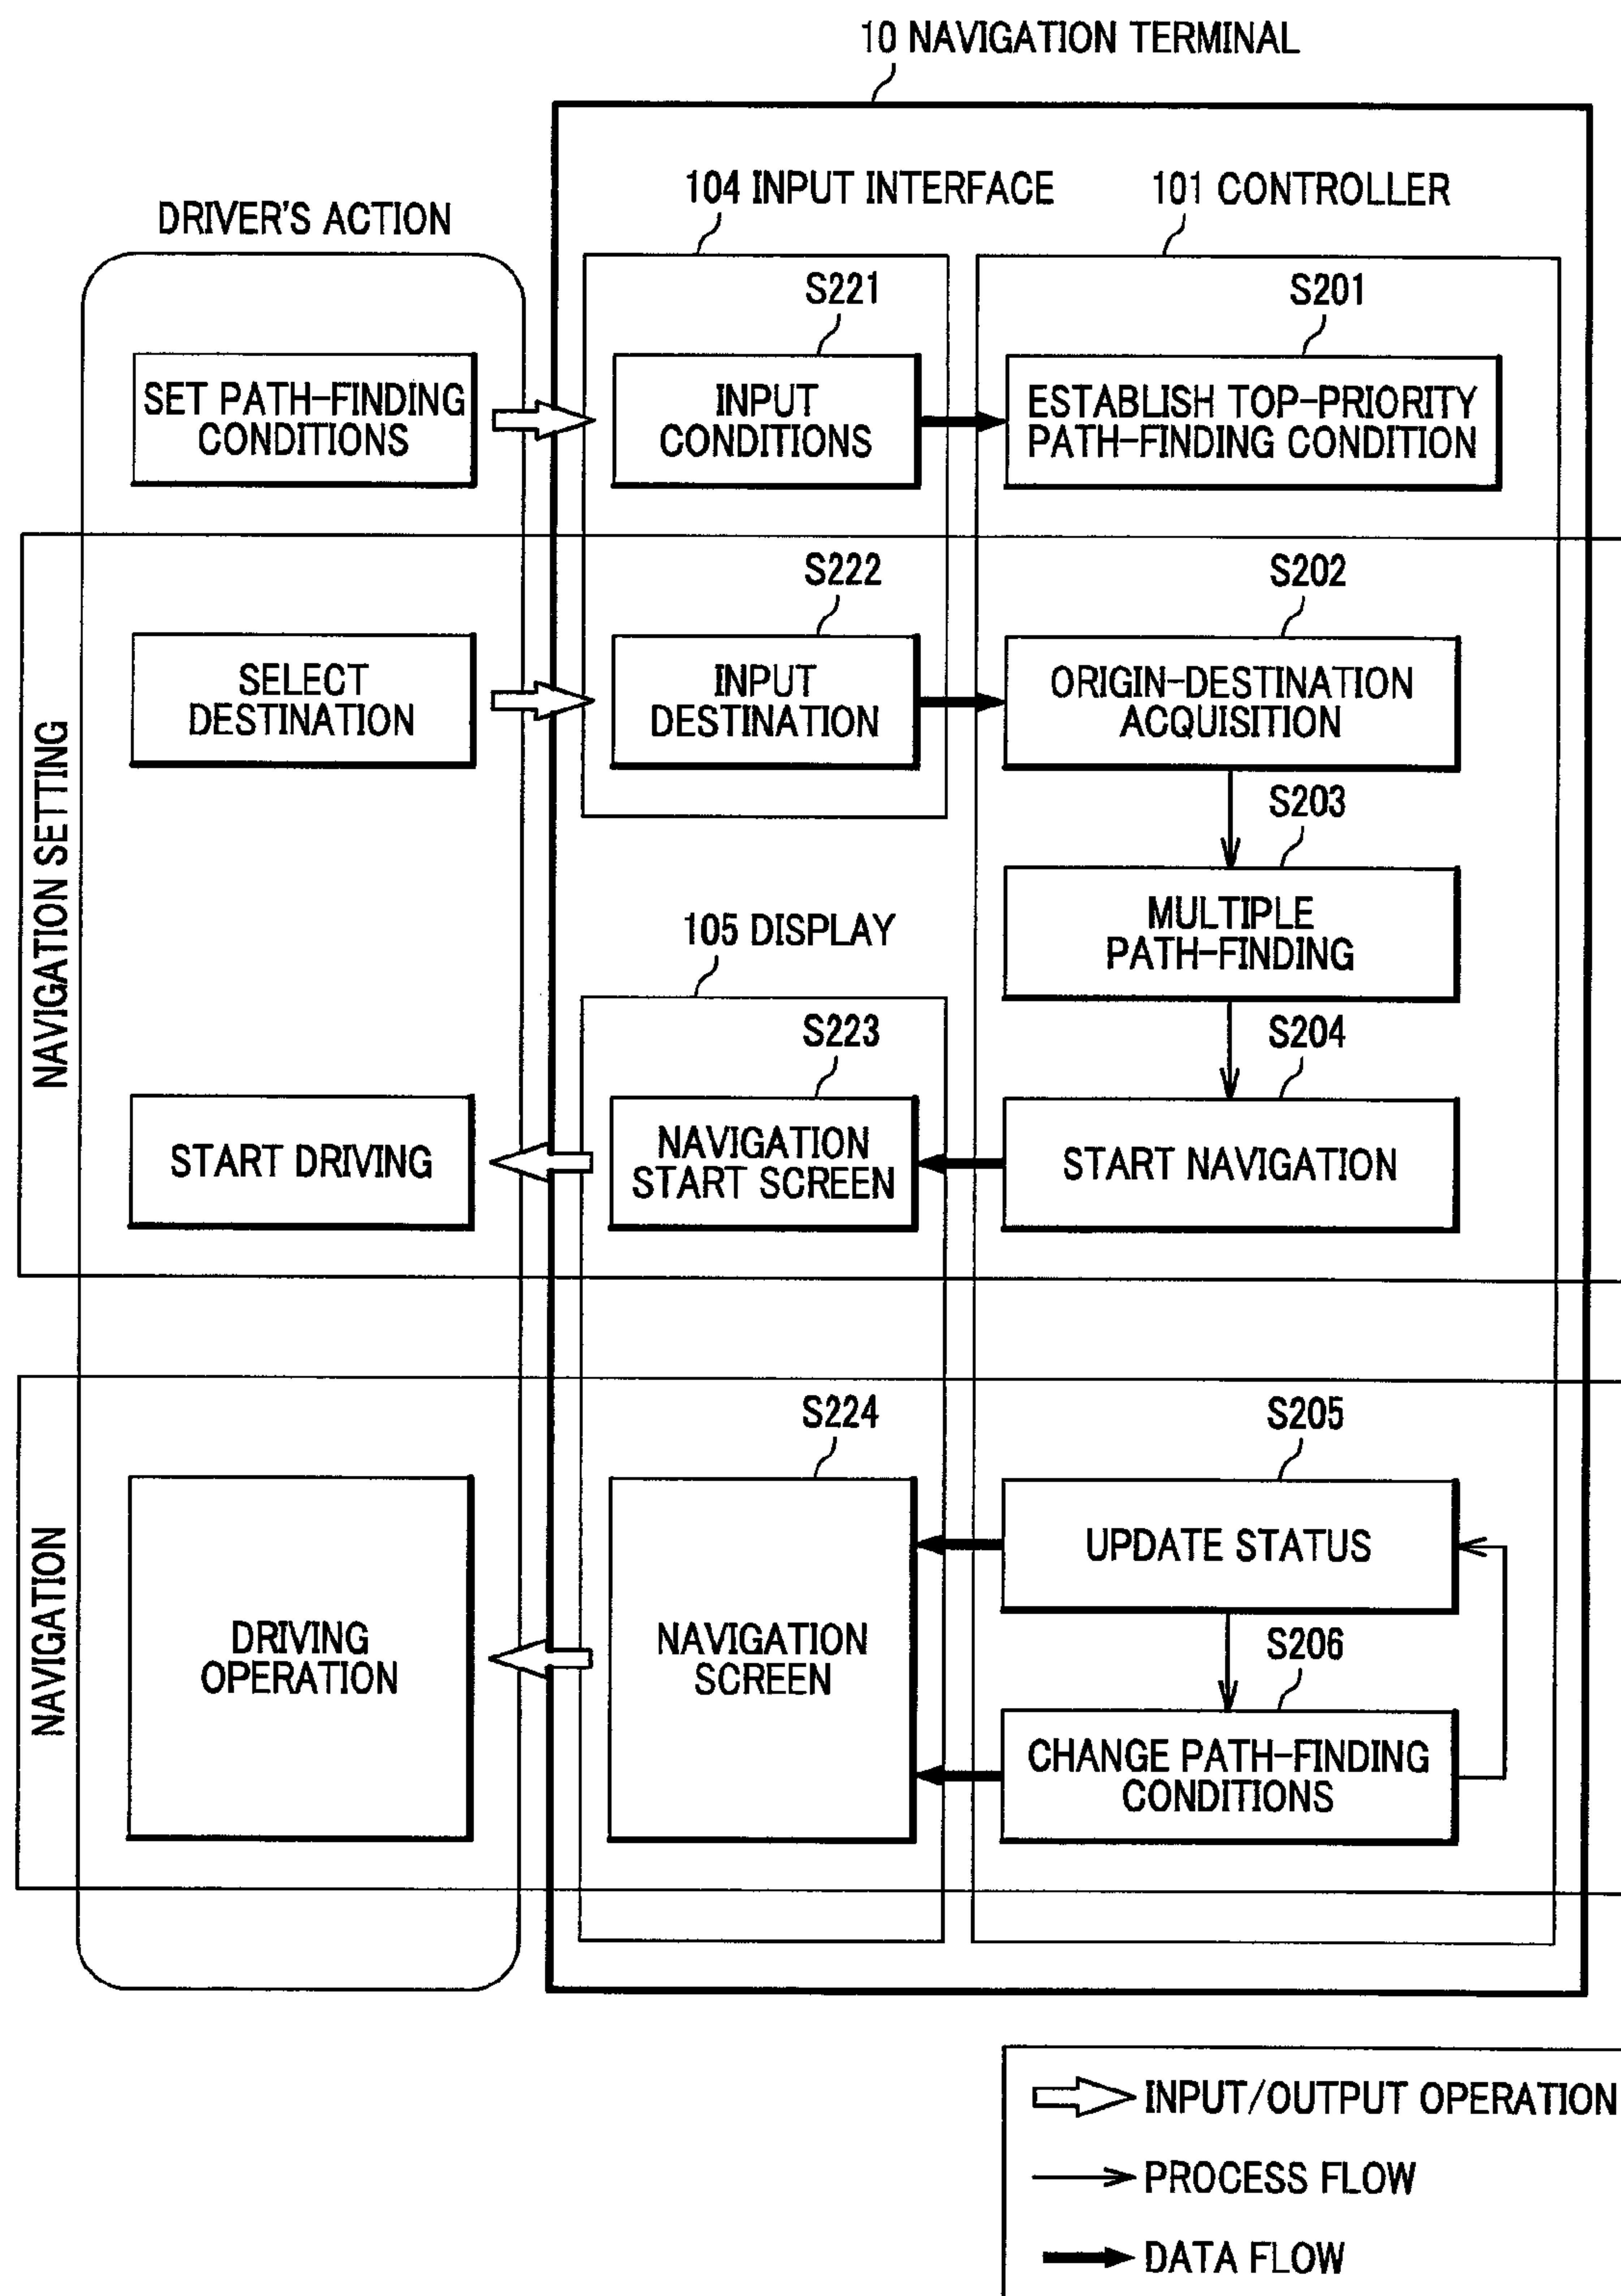 10 NAVIGATION TERMINAL
104 INPUT INTERFACE
101 CONTROLLER
DRIVER'S ACTION
S221
S201
SET PATH-FINDING
CONDITIONS
INPUT
CONDITIONS
ESTABLISH TOP-PRIORITY
PATH-FINDING CONDITION
NAVIGATION SETTING
S222
S202
SELECT
DESTINATION
INPUT
DESTINATION
ORIGIN-DESTINATION
ACQUISITION
S203
MULTIPLE
PATH-FINDING
105 DISPLAY
S223
S204
START DRIVING
NAVIGATION
START SCREEN
START NAVIGATION
NAVIGATION
S224
S205
DRIVING
OPERATION
NAVIGATION
SCREEN
UPDATE STATUS
S206
CHANGE PATH-FINDING
CONDITIONS
INPUT/OUTPUT OPERATION
PROCESS FLOW
DATA FLOW